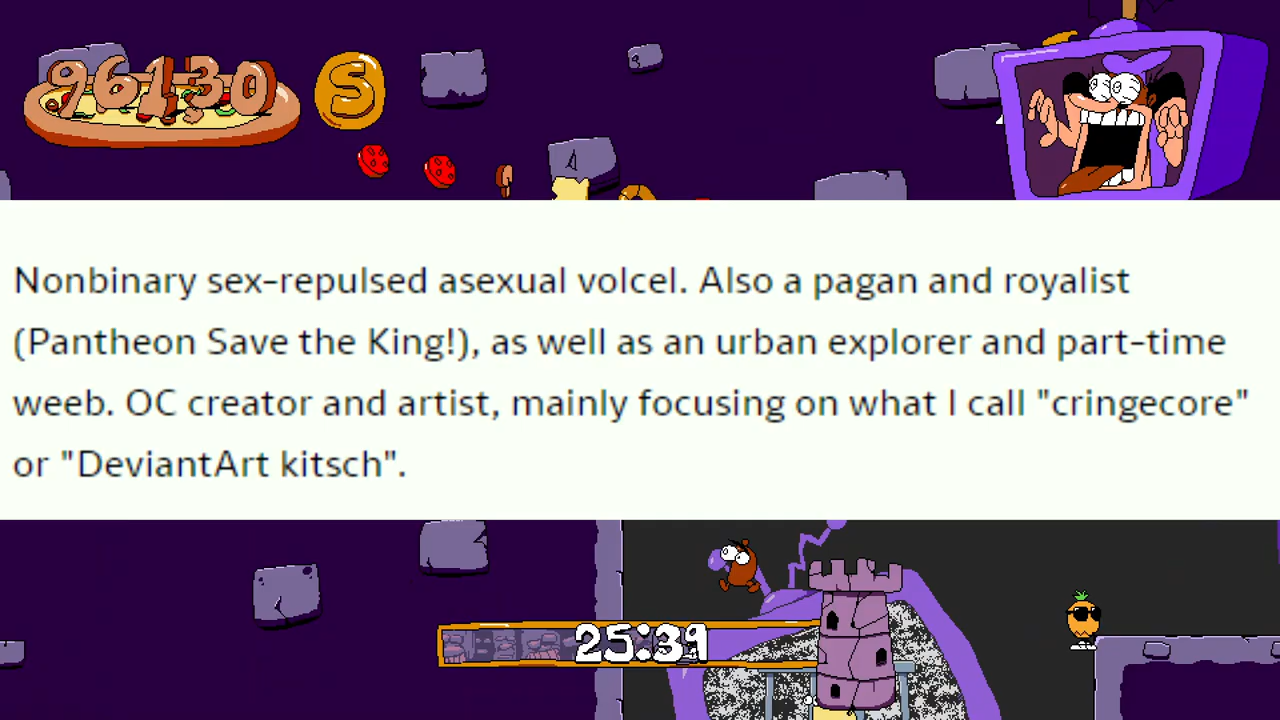 96130 S
Nonbinary sex-repulsed asexual volcel. Also a pagan and royalist
(Pantheon Save the King!), as well as an urban explorer and part-time
weeb. OC creator and artist, mainly focusing on what I call "cringecore"
or "DeviantArt kitsch".
25:39